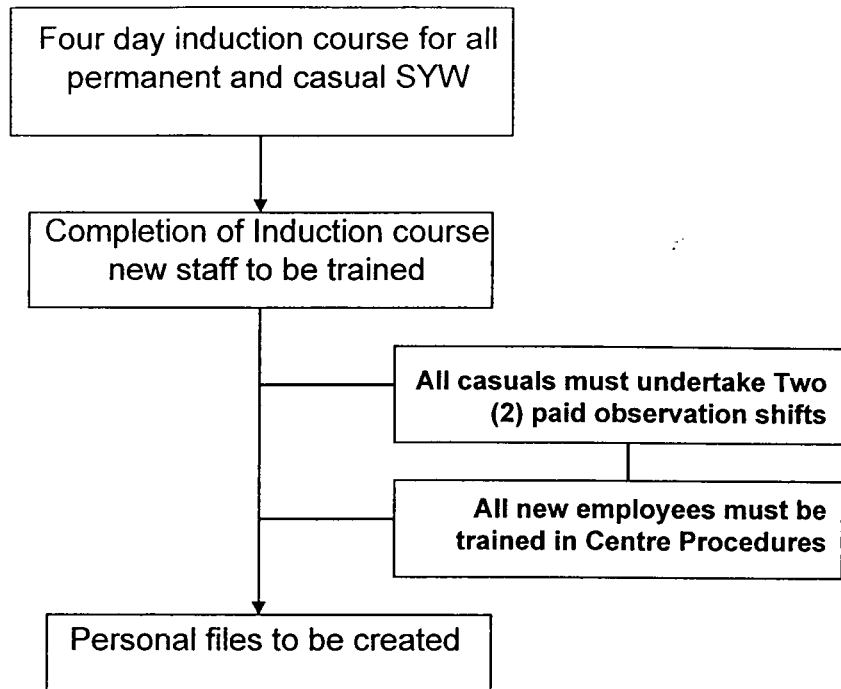 Four day induction course for all
permanent and casual SYW
Completion of Induction course
new staff to be trained
All casuals must undertake Two
(2) paid observation shifts
All new employees must be
trained in Centre Procedures
Personal files to be created